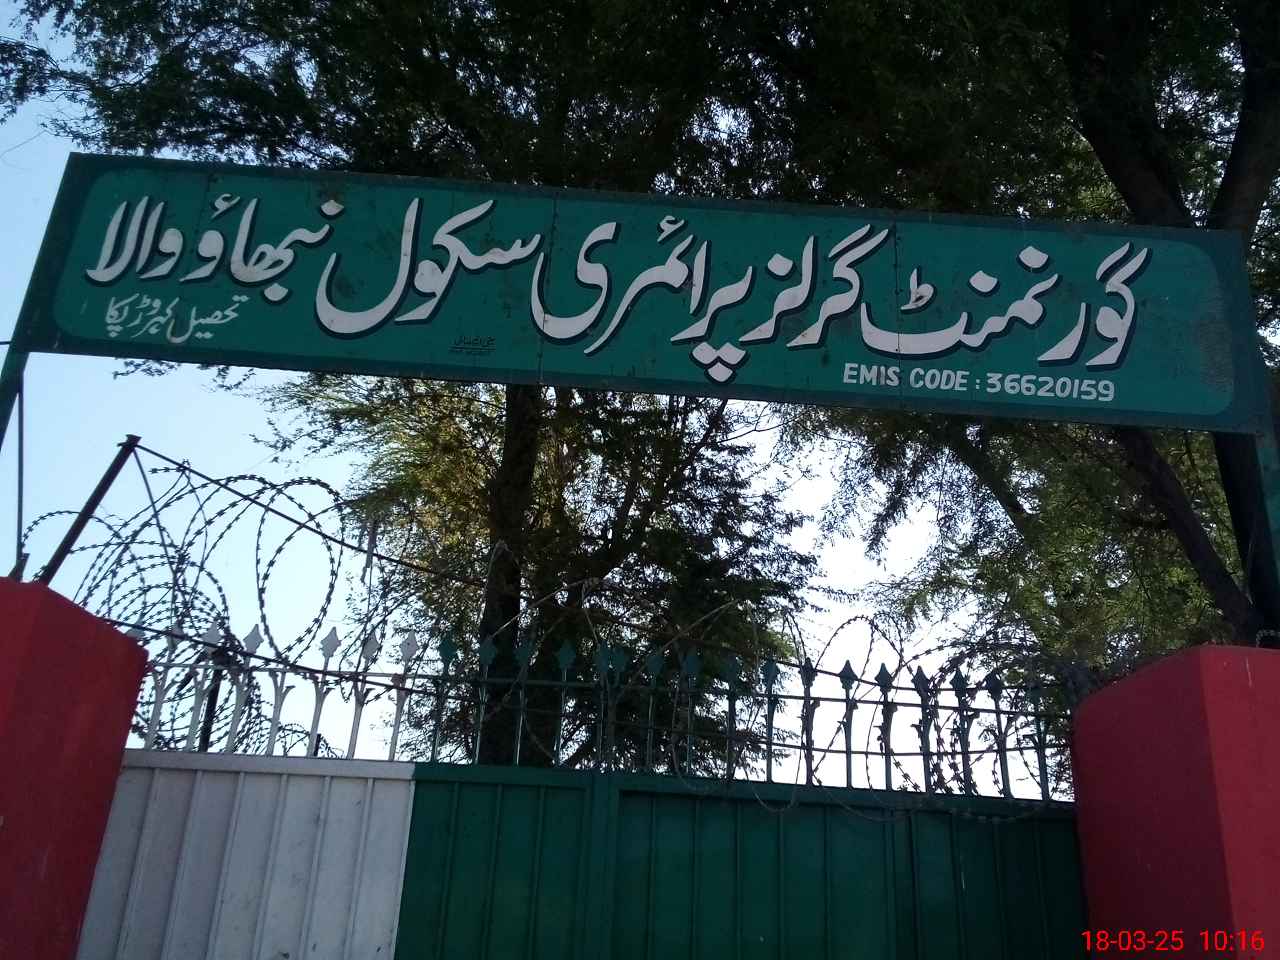 گورنمنٹ گرلز پرائمری سکول نبھاؤ والا
تحصیل کہروڑ پکا
EMIS CODE : 36620159
18-03-25 10:16